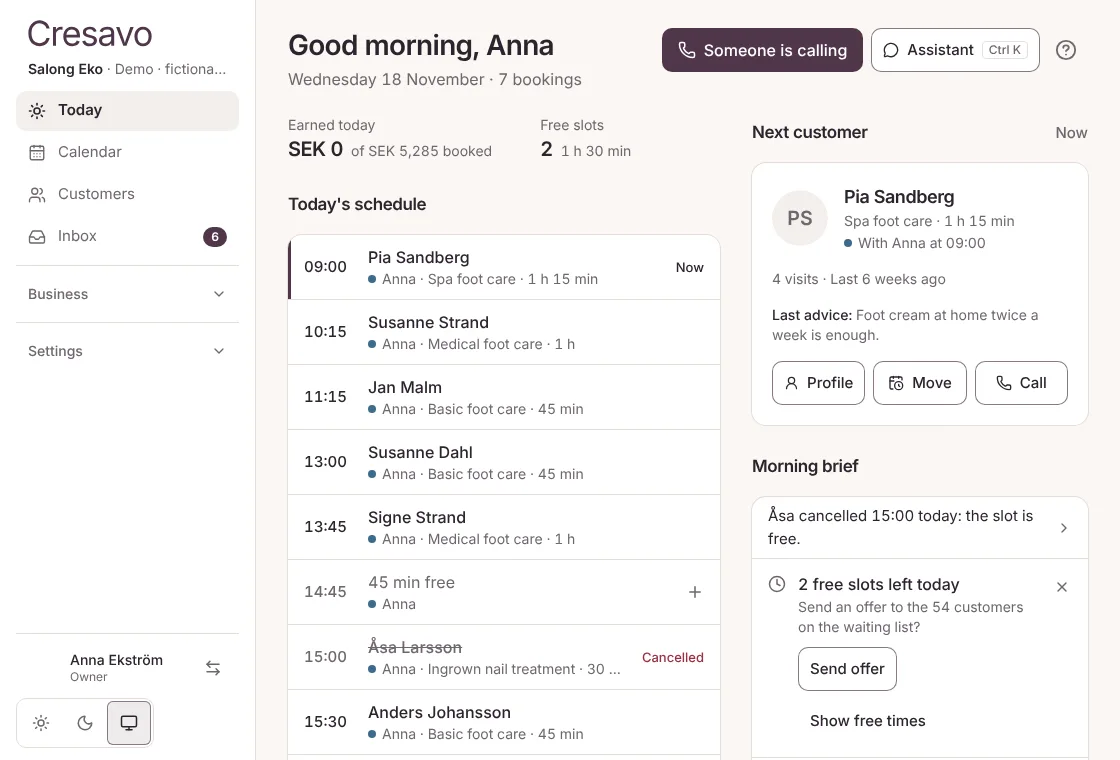 Cresavo
Salong Eko · Demo · fictiona...
Today
Calendar
Customers
Inbox
6
Business
Settings
Anna Ekström
Owner
Good morning, Anna
Wednesday 18 November · 7 bookings
Someone is calling
Assistant
Ctrl K
Earned today
SEK 0 of SEK 5,285 booked
Free slots
2 1 h 30 min
Today's schedule
09:00
Pia Sandberg
Anna · Spa foot care · 1 h 15 min
Now
10:15
Susanne Strand
Anna · Medical foot care · 1 h
11:15
Jan Malm
Anna · Basic foot care · 45 min
13:00
Susanne Dahl
Anna · Basic foot care · 45 min
13:45
Signe Strand
Anna · Medical foot care · 1 h
14:45
45 min free
Anna
15:00
Åsa Larsson
Anna · Ingrown nail treatment · 30 ...
Cancelled
15:30
Anders Johansson
Anna · Basic foot care · 45 min
Next customer
Now
PS
Pia Sandberg
Spa foot care · 1 h 15 min
With Anna at 09:00
4 visits · Last 6 weeks ago
Last advice: Foot cream at home twice a
week is enough.
Profile
Move
Call
Morning brief
Åsa cancelled 15:00 today: the slot is
free.
2 free slots left today
Send an offer to the 54 customers
on the waiting list?
Send offer
Show free times